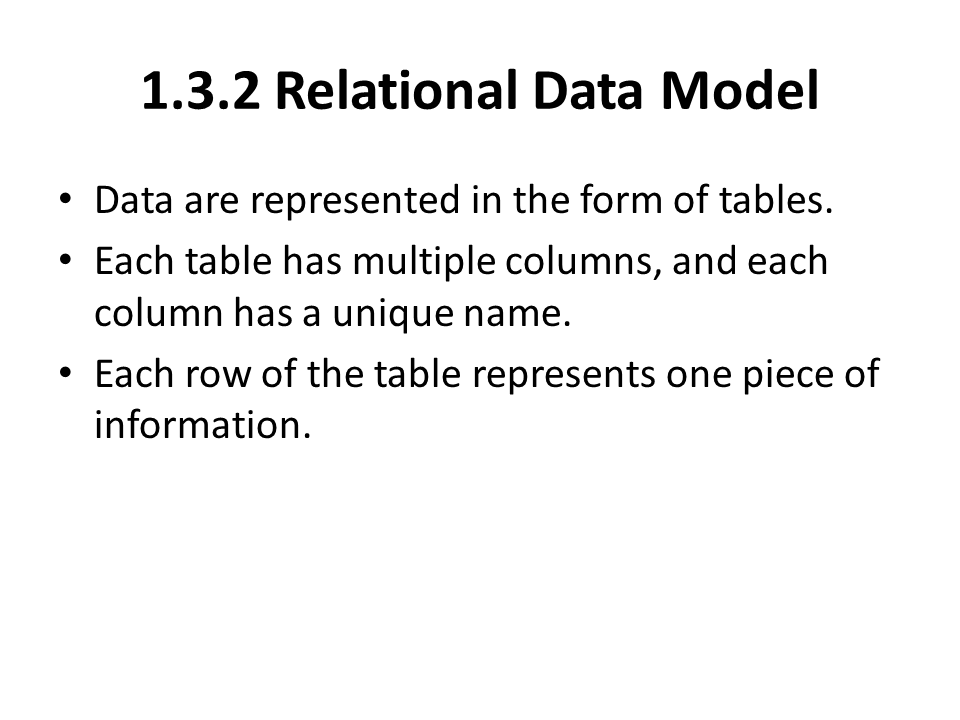 1.3.2 Relational Data Model
• Data are represented in the form of tables.
• Each table has multiple columns, and each
column has a unique name.
• Each row of the table represents one piece of
information.